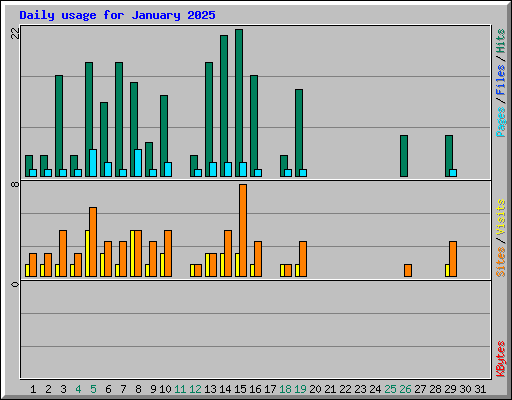 Daily usage for January 2025
22
Pages / Files / Hits
8
Sites / Visits
0
KBytes
1 2 3 4 5 6 7 8 9 10 11 12 13 14 15 16 17 18 19 20 21 22 23 24 25 26 27 28 29 30 31